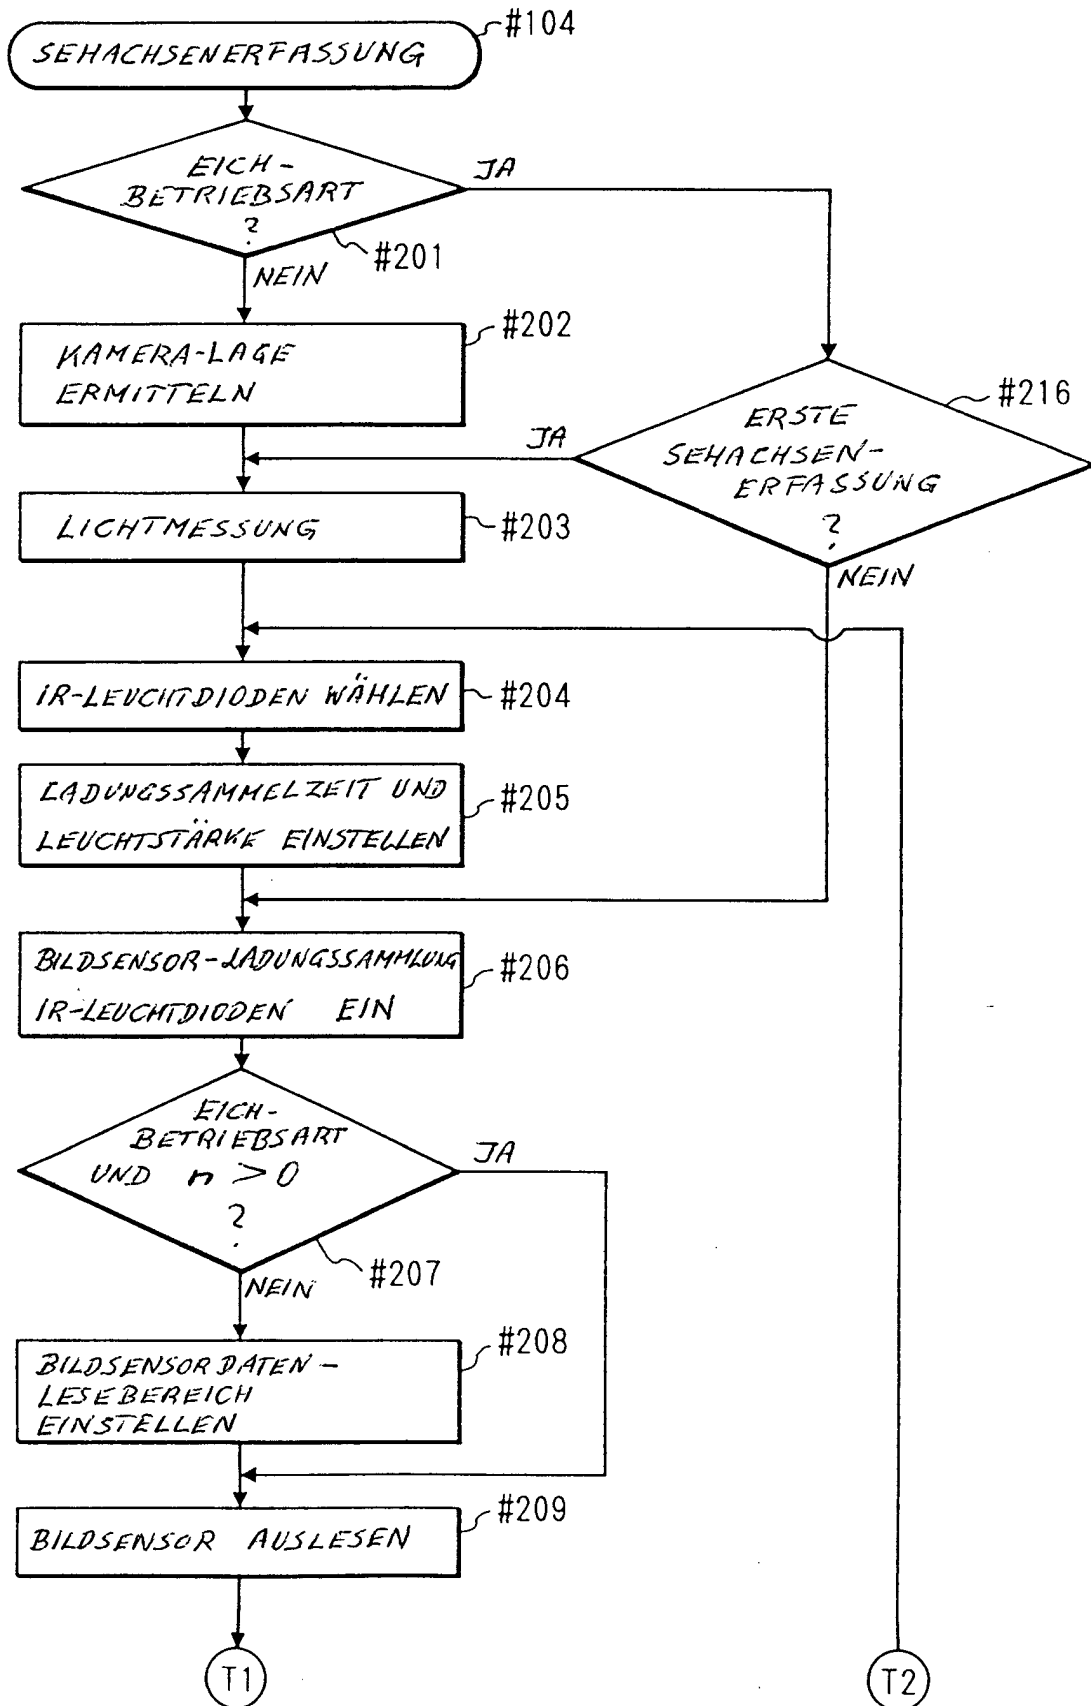 #104
SEHACHSENERFASSUNG
EICH-
BETRIEBSART
?
JA
#201
NEIN
#202
KAMERA-LAGE
ERMITTELN
#216
ERSTE
SEHACHSEN-
ERFASSUNG
?
JA
NEIN
LICHTMESSUNG
#203
IR-LEUCHTDIODEN WÄHLEN
#204
LADUNGSSAMMELZEIT UND
LEUCHTSTÄRKE EINSTELLEN
#205
BILDSENSOR-LADUNGSSAMMLUNG
IR-LEUCHTDIODEN EIN
#206
EICH-
BETRIEBSART
UND n > 0
?
JA
#207
NEIN
#208
BILDSENSORDATEN-
LESEBEREICH
EINSTELLEN
#209
BILDSENSOR AUSLESEN
T1
T2